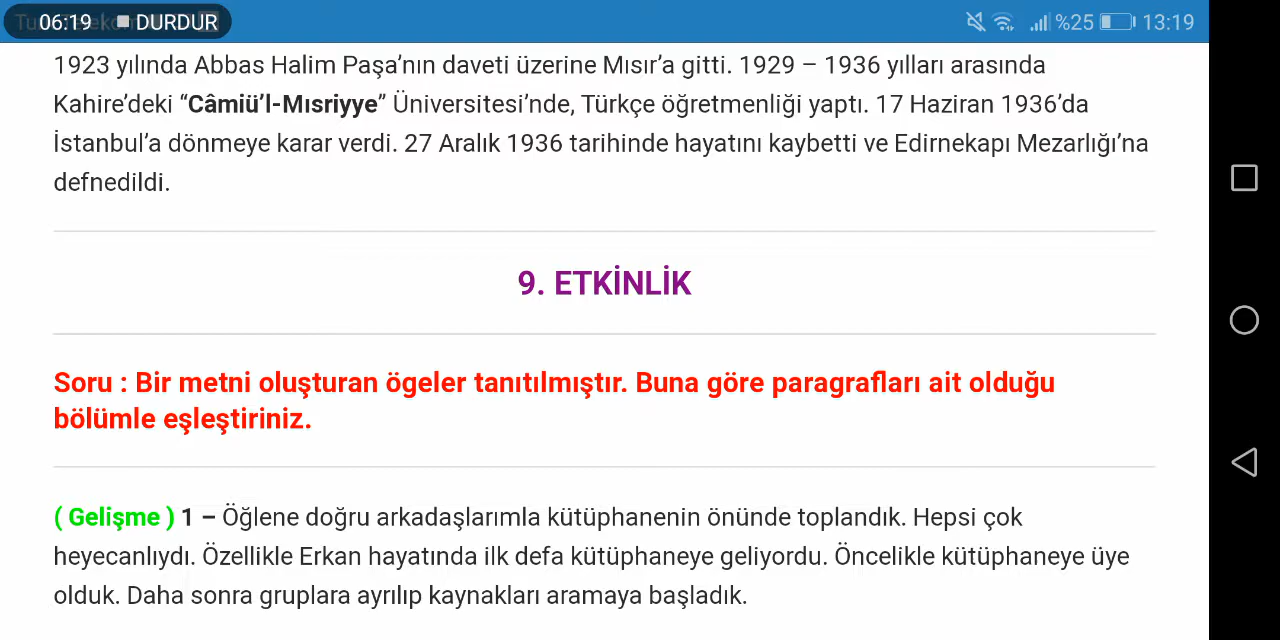 06:19 DURDUR %25 13:19
1923 yılında Abbas Halim Paşa’nın daveti üzerine Mısır’a gitti. 1929 – 1936 yılları arasında
Kahire’deki “Câmiü’l-Mısriyye” Üniversitesi’nde, Türkçe öğretmenliği yaptı. 17 Haziran 1936’da
İstanbul’a dönmeye karar verdi. 27 Aralık 1936 tarihinde hayatını kaybetti ve Edirnekapı Mezarlığı’na
defnedildi.
9. ETKİNLİK
Soru : Bir metni oluşturan ögeler tanıtılmıştır. Buna göre paragrafları ait olduğu
bölümle eşleştiriniz.
( Gelişme ) 1 – Öğlene doğru arkadaşlarımla kütüphanenin önünde toplandık. Hepsi çok
heyecanlıydı. Özellikle Erkan hayatında ilk defa kütüphaneye geliyordu. Öncelikle kütüphaneye üye
olduk. Daha sonra gruplara ayrılıp kaynakları aramaya başladık.